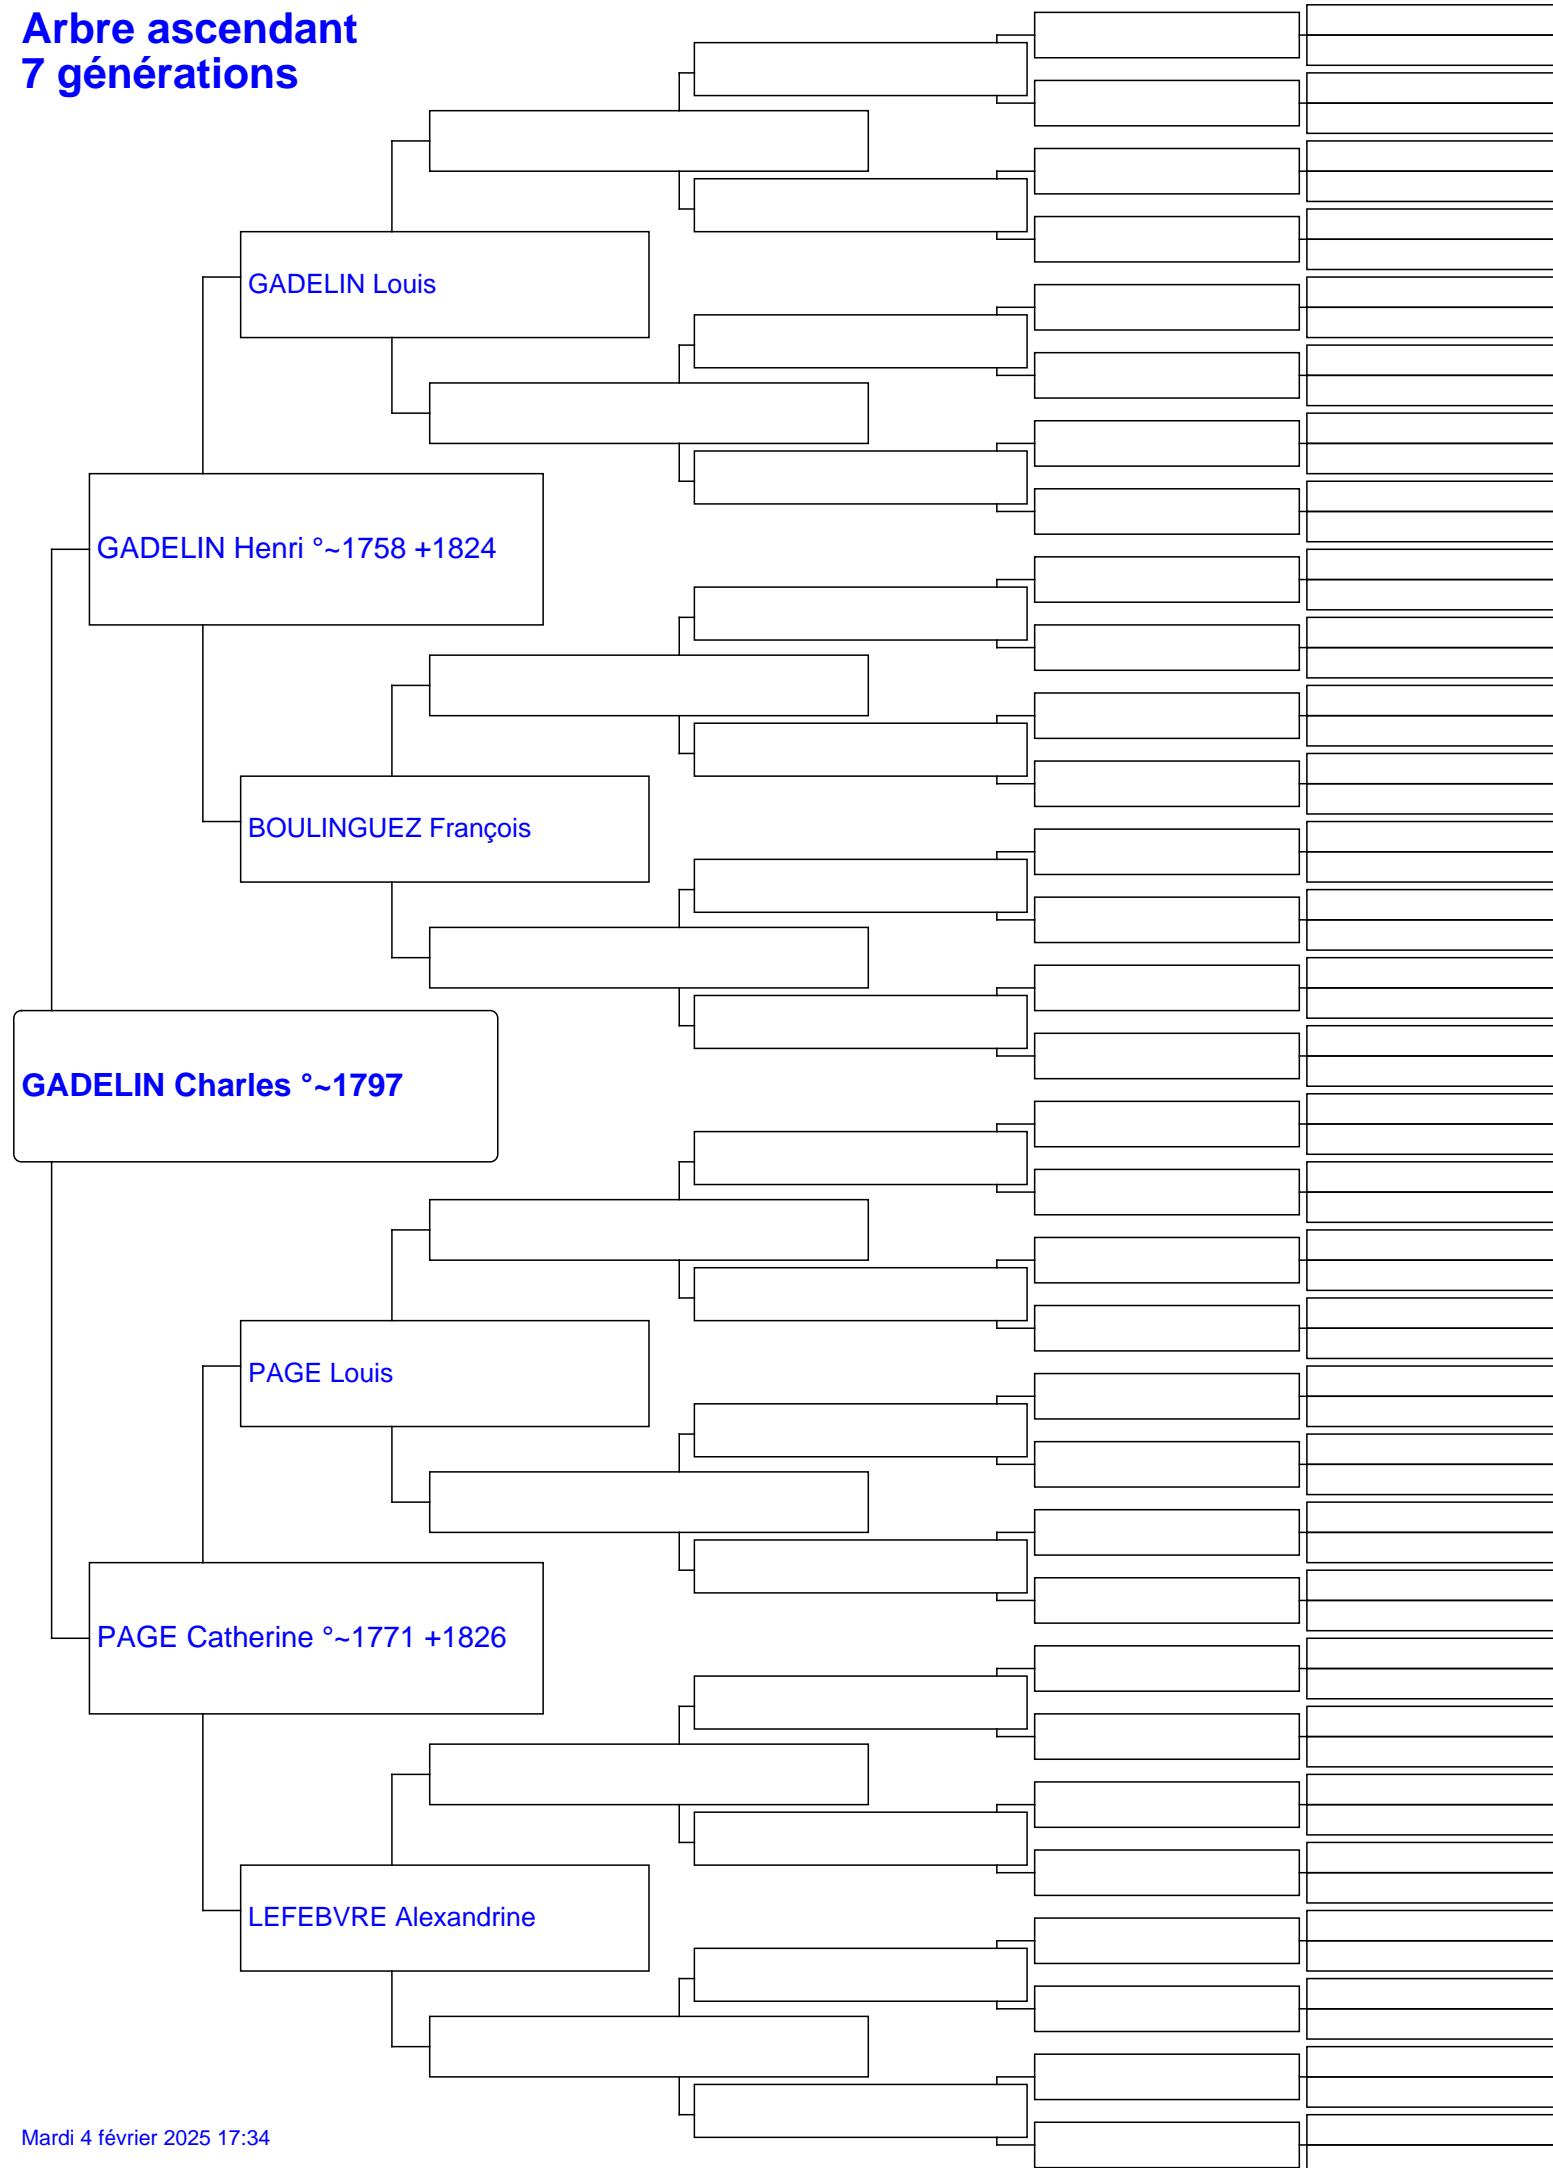 Arbre ascendant
7 générations
GADELIN Louis
GADELIN Henri °~1758 +1824
BOULINGUEZ François
GADELIN Charles °~1797
PAGE Louis
PAGE Catherine °~1771 +1826
LEFEBVRE Alexandrine
Mardi 4 février 2025 17:34